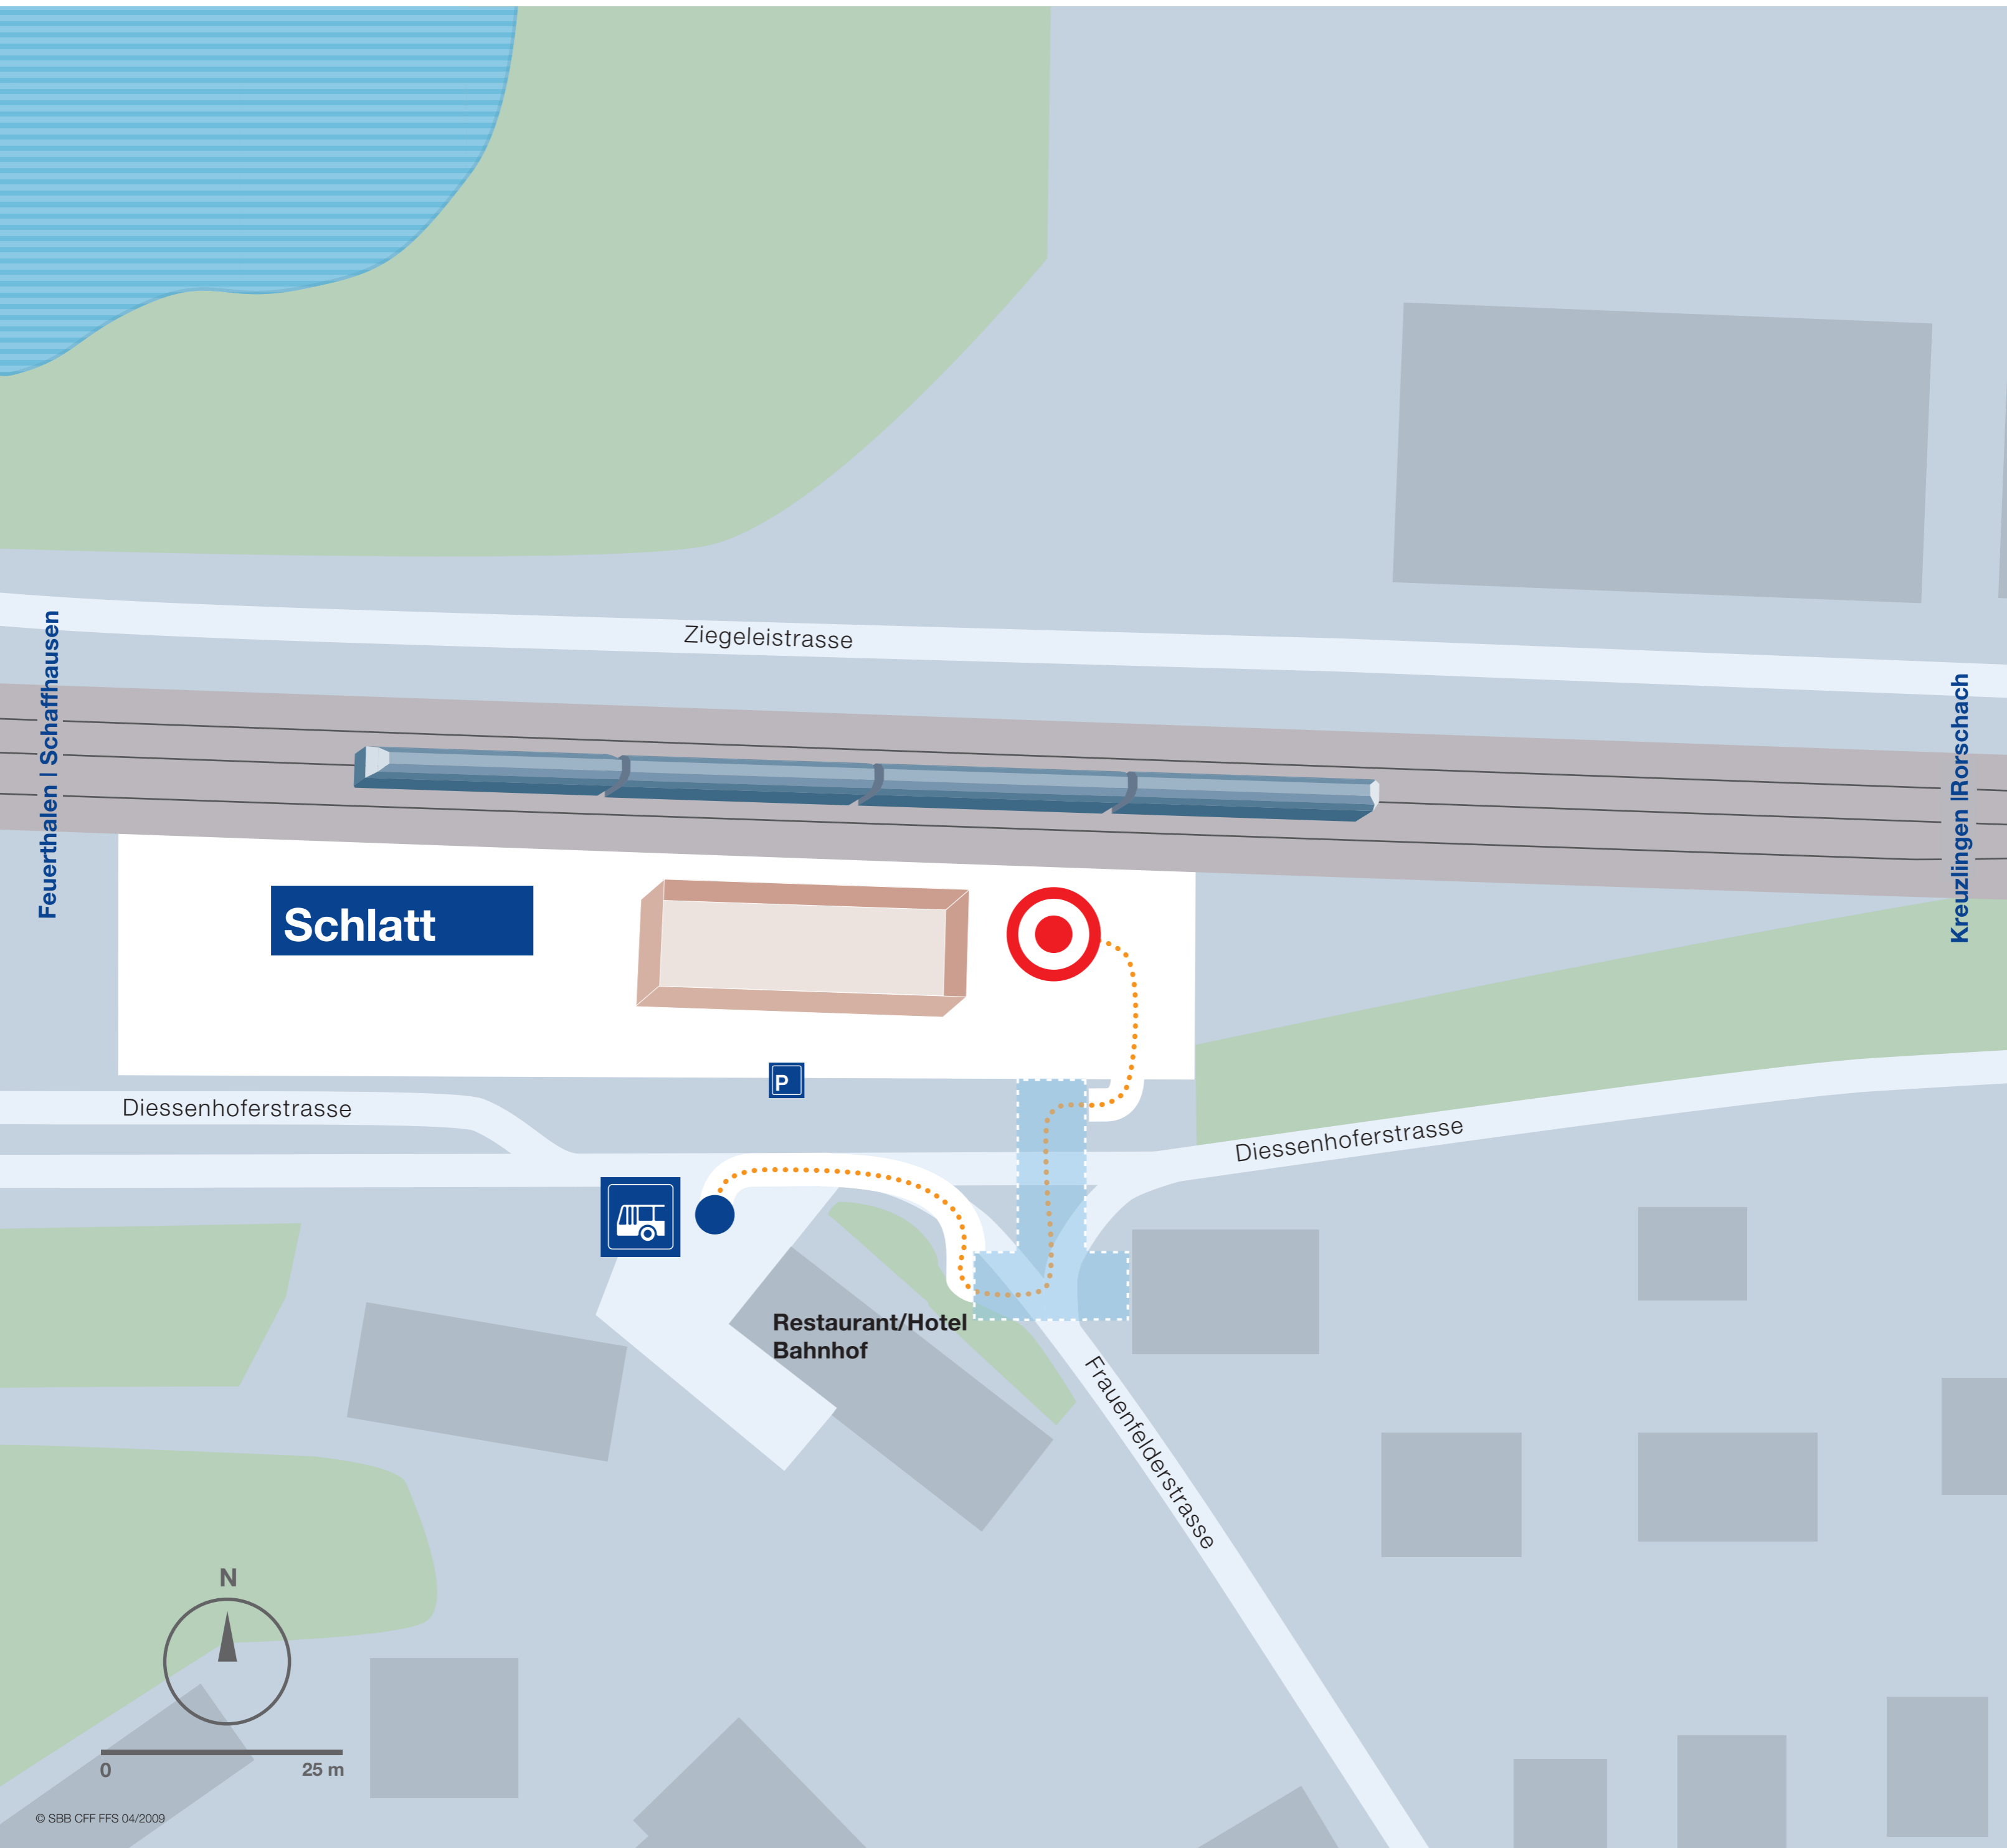 Ziegeleistrasse
Feuerthalen | Schaffhausen
Kreuzlingen |Rorschach
Schlatt
P
Diessenhoferstrasse
Diessenhoferstrasse
Restaurant/Hotel
Bahnhof
Frauenfelderstrasse
N
0 25 m
© SBB CFF FFS 04/2009